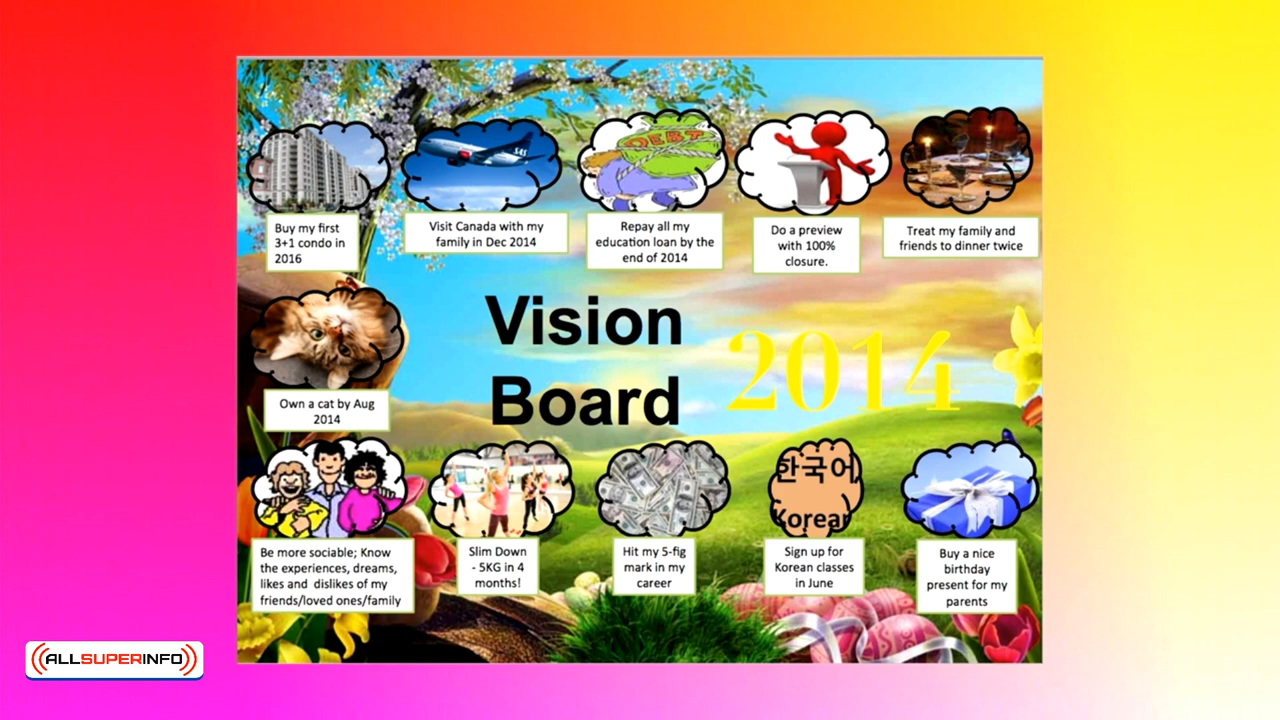 SAS
DEBT
Buy my first
3+1 condo in
2016
Visit Canada with my
family in Dec 2014
Repay all my
education loan by the
end of 2014
Do a preview
with 100%
closure.
Treat my family and
friends to dinner twice
Vision
Board
2014
Own a cat by Aug
2014
한국어
Korean
Be more sociable; Know
the experiences, dreams,
likes and dislikes of my
friends/loved ones/family
Slim Down
- 5KG in 4
months!
Hit my 5-fig
mark in my
career
Sign up for
Korean classes
in June
Buy a nice
birthday
present for my
parents
ALLSUPERINFO